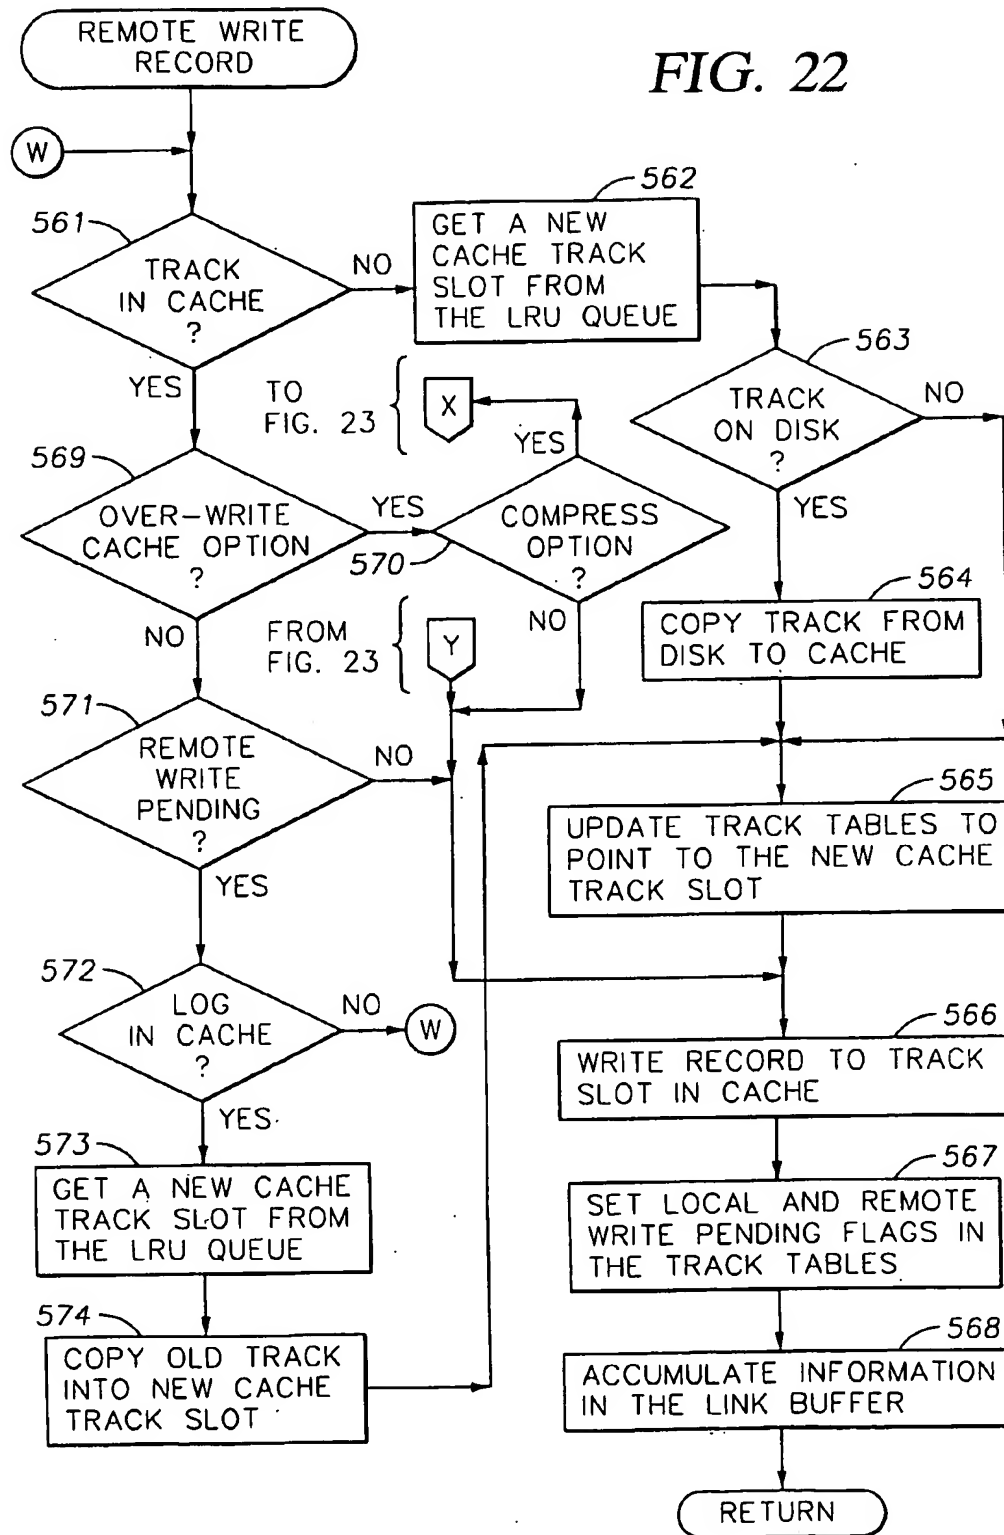 REMOTE WRITE
RECORD
FIG. 22
W
561
TRACK
IN CACHE
?
NO
YES
562
GET A NEW
CACHE TRACK
SLOT FROM
THE LRU QUEUE
563
TRACK
ON DISK
?
NO
YES
TO
FIG. 23
X
YES
569
OVER-WRITE
CACHE OPTION
?
YES
NO
570
COMPRESS
OPTION
?
NO
564
COPY TRACK FROM
DISK TO CACHE
FROM
FIG. 23
Y
571
REMOTE
WRITE
PENDING
?
NO
YES
565
UPDATE TRACK TABLES TO
POINT TO THE NEW CACHE
TRACK SLOT
572
LOG
IN CACHE
?
NO
W
YES
566
WRITE RECORD TO TRACK
SLOT IN CACHE
573
GET A NEW CACHE
TRACK SLOT FROM
THE LRU QUEUE
567
SET LOCAL AND REMOTE
WRITE PENDING FLAGS IN
THE TRACK TABLES
574
COPY OLD TRACK
INTO NEW CACHE
TRACK SLOT
568
ACCUMULATE INFORMATION
IN THE LINK BUFFER
RETURN